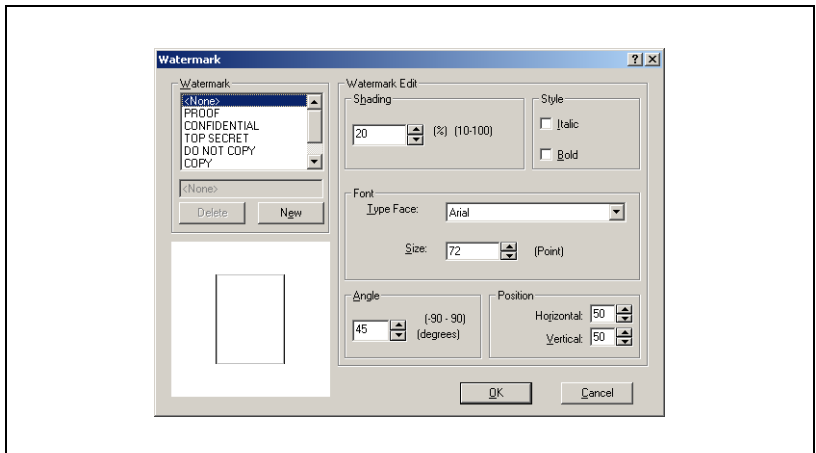 Watermark
Watermark
<None>
PROOF
CONFIDENTIAL
TOP SECRET
DO NOT COPY
COPY
<None>
Delete
New
Watermark Edit
Shading
20 (%) (10-100)
Style
Italic
Bold
Font
Type Face: Arial
Size: 72 (Point)
Angle
45 (-90 - 90)
(degrees)
Position
Horizontal: 50
Vertical: 50
OK
Cancel